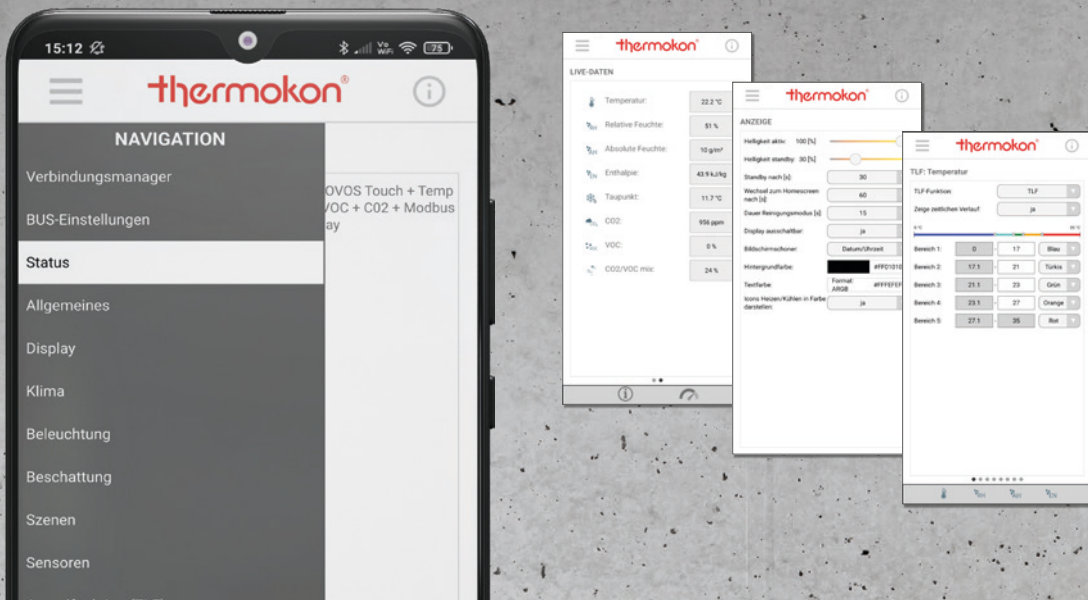 15:12
Vo
WiFi
75
thermokon®
NAVIGATION
Verbindungsmanager
BUS-Einstellungen
Status
Allgemeines
Display
Klima
Beleuchtung
Beschattung
Szenen
Sensoren
OVOS Touch + Temp
VOC + C02 + Modbus
ay
thermokon®
LIVE-DATEN
Temperatur: 22.2 °C
Relative Feuchte: 51 %
Absolute Feuchte: 10 g/m³
Enthalpie: 43.9 kJ/kg
Taupunkt: 11.7 °C
CO2: 956 ppm
VOC: 0 %
CO2/VOC mix: 24 %
thermokon®
ANZEIGE
Helligkeit aktiv: 100 [%]
Helligkeit standby: 30 [%]
Standby nach [s]: 30
Wechsel zum Homescreen
nach [s]: 60
Dauer Reinigungsmodus [s]: 15
Display ausschaltbar: ja
Bildschirmschoner: Datum/Uhrzeit
Hintergrundfarbe: #FF01010
Textfarbe: Format:
ARGB #FFFEFEF
Icons Heizen/Kühlen in Farbe
darstellen: ja
thermokon®
TLF: Temperatur
TLF-Funktion: TLF
Zeige zeitlichen Verlauf: ja
0 °C
Bereich 1: 0 - 17 Blau
Bereich 2: 17.1 - 21 Türkis
Bereich 3: 21.1 - 23 Grün
Bereich 4: 23.1 - 27 Orange
Bereich 5: 27.1 - 35 Rot